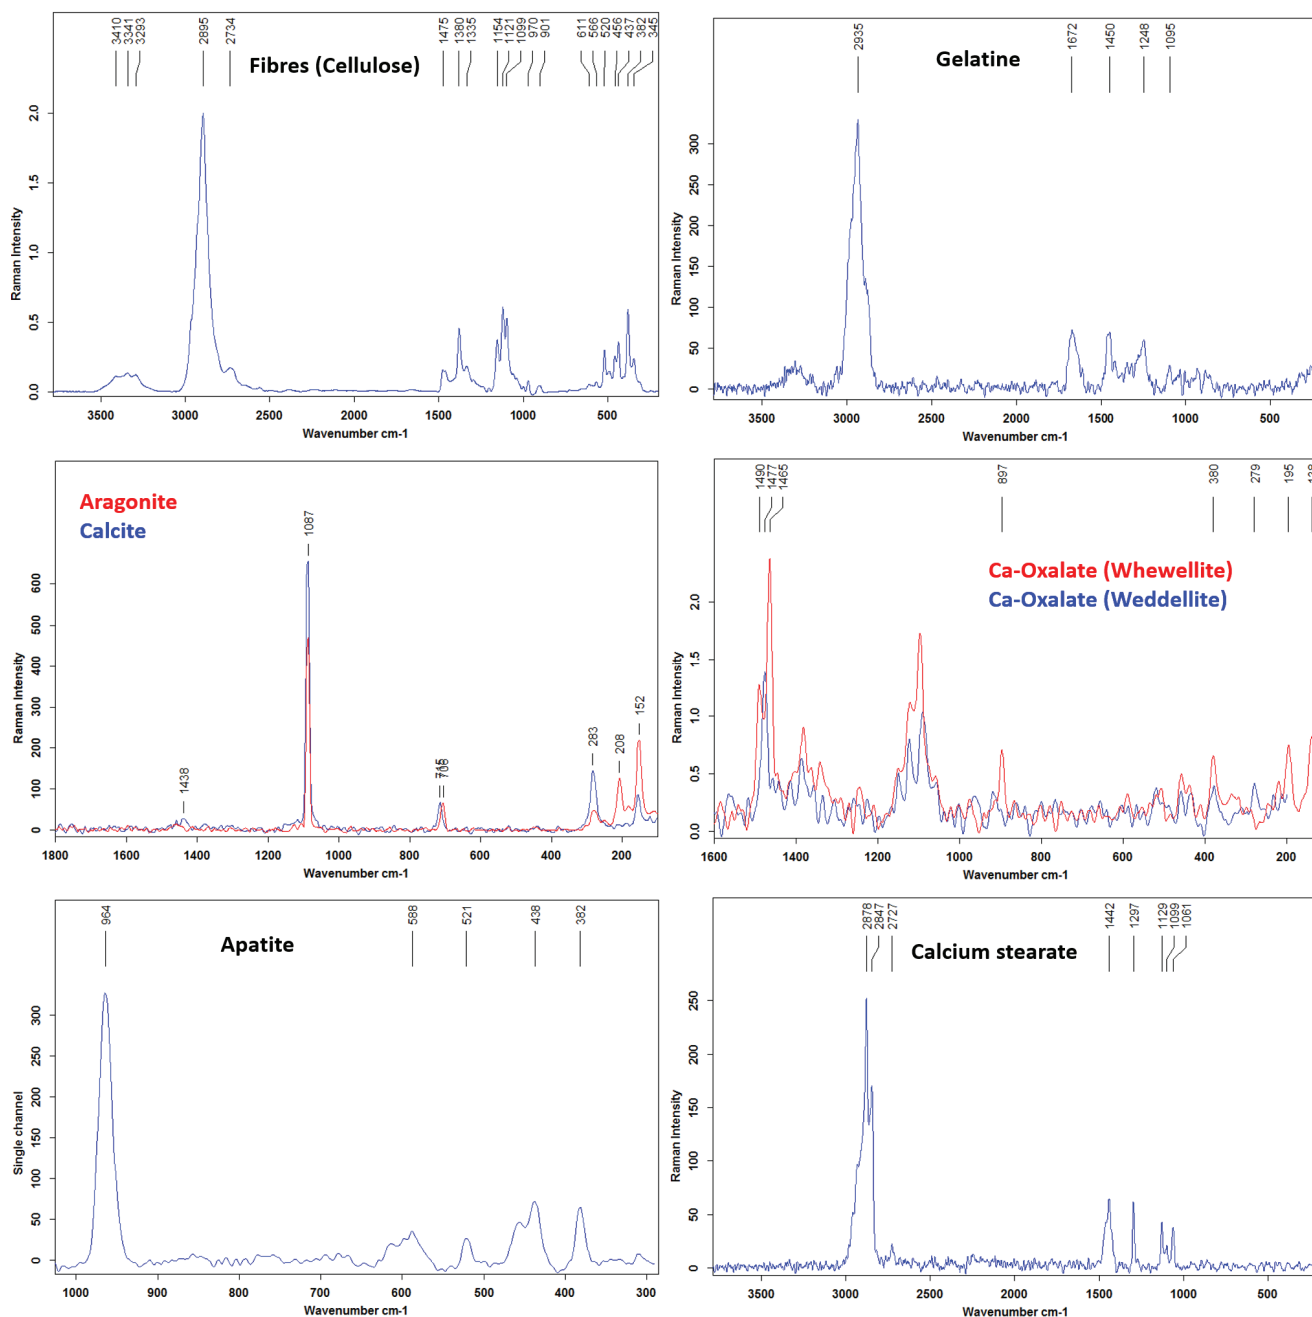 3410 3341 3293 2895 2734 1475 1380 1335 1154 1121 1099 970 901 611 566 520 456 437 382 345
Fibres (Cellulose)
Raman Intensity
2.0
1.5
1.0
0.5
0.0
3500 3000 2500 2000 1500 1000 500
Wavenumber cm-1
2935 1672 1450 1248 1095
Gelatine
Raman Intensity
300
250
200
150
100
50
0
3500 3000 2500 2000 1500 1000 500
Wavenumber cm-1
Aragonite
Calcite
1438 1087 715 706 283 208 152
Raman Intensity
600
500
400
300
200
100
0
1800 1600 1400 1200 1000 800 600 400 200
Wavenumber cm-1
1490 1477 1465 897 380 279 195
Ca-Oxalate (Whewellite)
Ca-Oxalate (Weddellite)
Raman Intensity
2.0
1.5
1.0
0.5
0.0
1600 1400 1200 1000 800 600 400 200
Wavenumber cm-1
964 588 521 438 382
Apatite
Single channel
300
250
200
150
100
50
0
1000 900 800 700 600 500 400 300
Wavenumber cm-1
2878 2847 2727 1442 1297 1129 1099 1061
Calcium stearate
Raman Intensity
250
200
150
100
50
0
3500 3000 2500 2000 1500 1000 500
Wavenumber cm-1